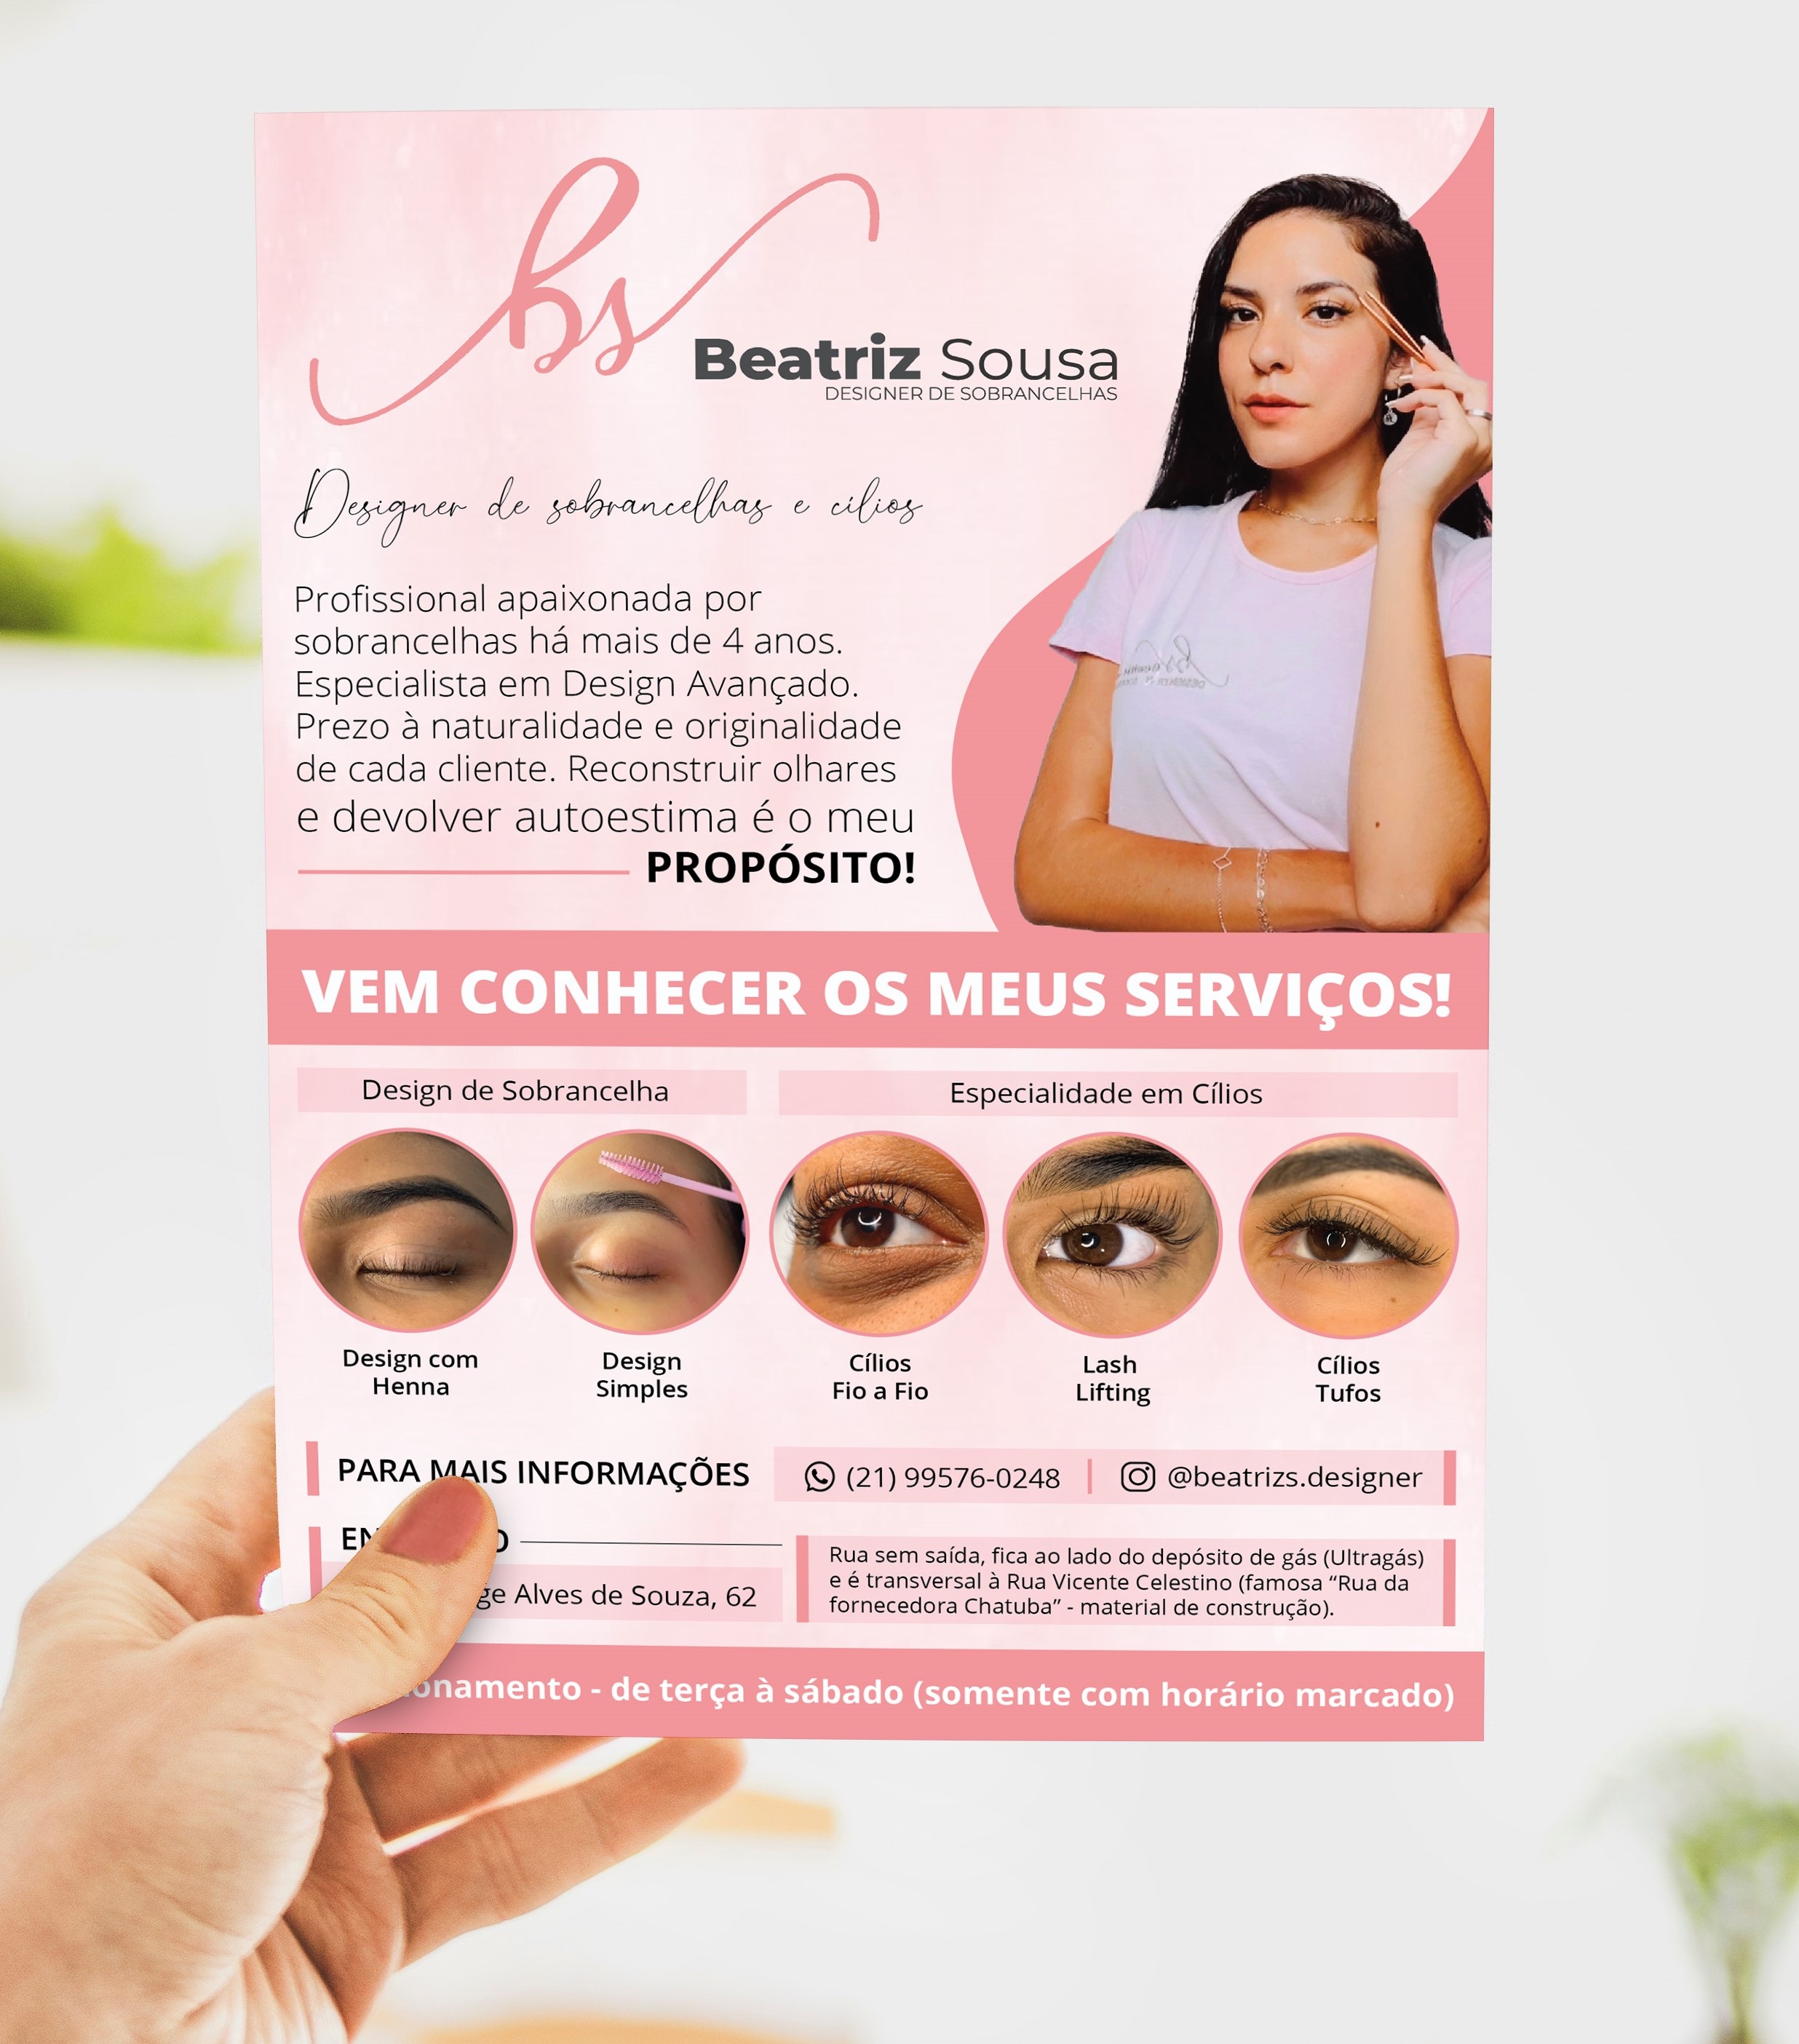 bs
Beatriz Sousa
DESIGNER DE SOBRANCELHAS
Designer de sobrancelhas e cílios
Profissional apaixonada por
sobrancelhas há mais de 4 anos.
Especialista em Design Avançado.
Prezo à naturalidade e originalidade
de cada cliente. Reconstruir olhares
e devolver autoestima é o meu
PROPÓSITO!
VEM CONHECER OS MEUS SERVIÇOS!
Design de Sobrancelha
Especialidade em Cílios
Design com
Henna
Design
Simples
Cílios
Fio a Fio
Lash
Lifting
Cílios
Tufos
PARA MAIS INFORMAÇÕES
(21) 99576-0248
@beatrizs.designer
Alves de Souza, 62
Rua sem saída, fica ao lado do depósito de gás (Ultragás)
e é transversal à Rua Vicente Celestino (famosa “Rua da
fornecedora Chatuba” - material de construção).
- de terça à sábado (somente com horário marcado)